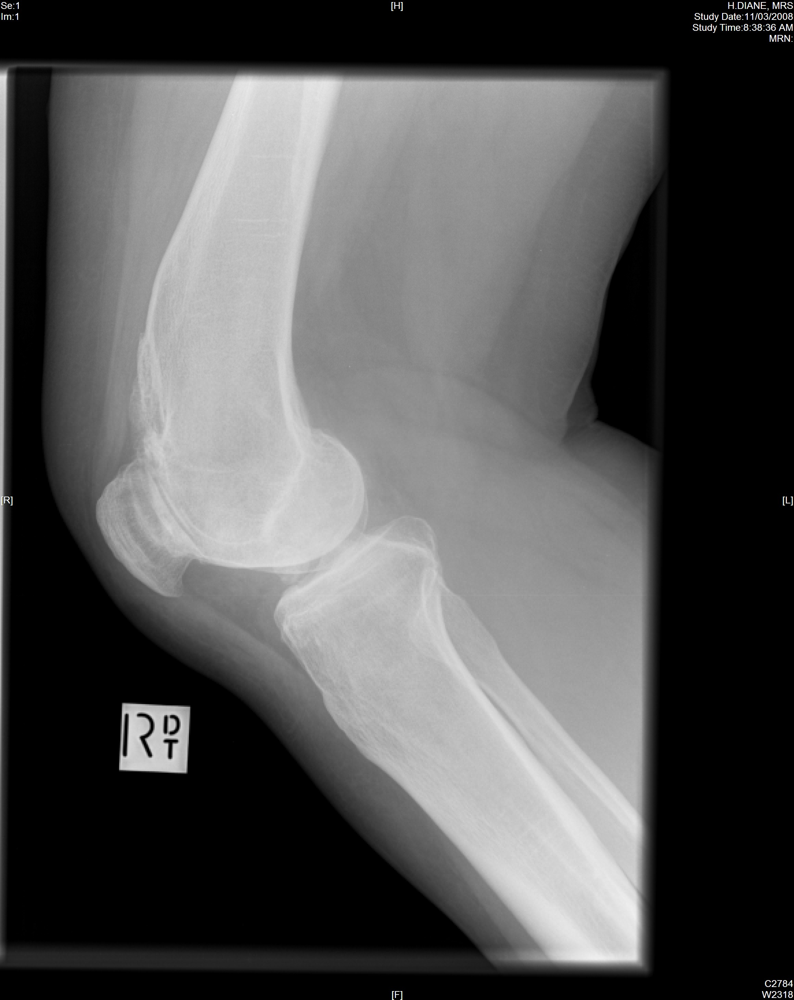 Se:1
Im:1
[H]
H.DIANE, MRS
Study Date:11/03/2008
Study Time:8:38:36 AM
MRN:
[R]
[L]
R D
T
[F]
C2784
W2318